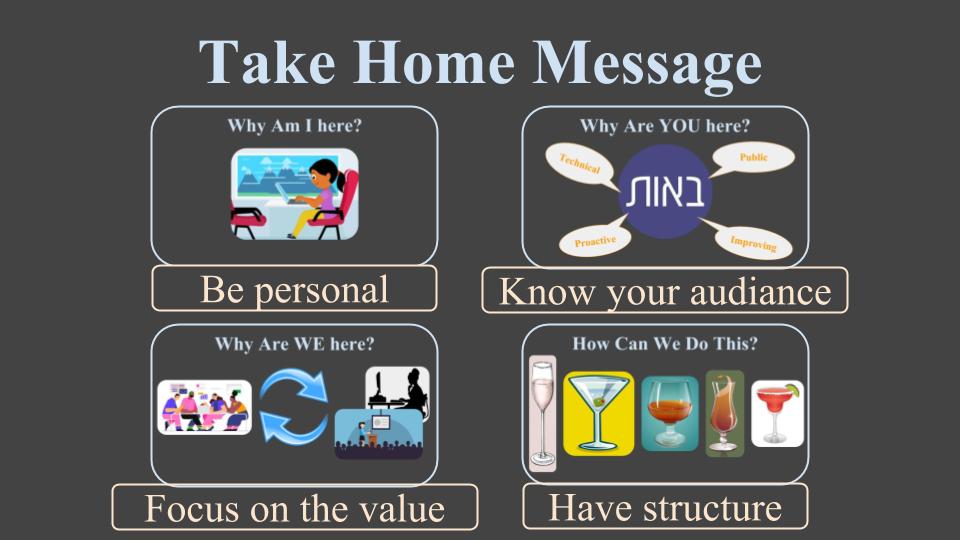 Take Home Message
Why Am I here?
Be personal
Why Are YOU here?
Technical
Public
באות
Proactive
Improving
Know your audiance
Why Are WE here?
Focus on the value
How Can We Do This?
Have structure